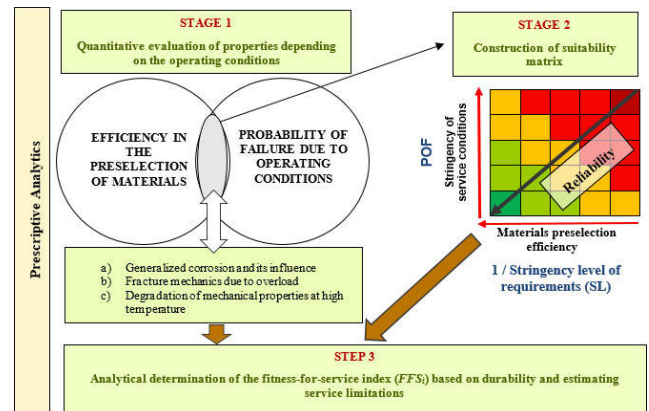 Prescriptive Analytics
STAGE 1
Quantitative evaluation of properties depending
on the operating conditions
EFFICIENCY IN
THE
PRESELECTION
OF MATERIALS
PROBABILITY OF
FAILURE DUE TO
OPERATING
CONDITIONS
a) Generalized corrosion and its influence
b) Fracture mechanics due to overload
c) Degradation of mechanical properties at high
temperature
STAGE 2
Construction of suitability
matrix
POF
Stringency of
service conditions
Reliability
Materials preselection
efficiency
1 / Stringency level of
requirements (SL)
STEP 3
Analytical determination of the fitness-for-service index (FFSi) based on durability and estimating
service limitations